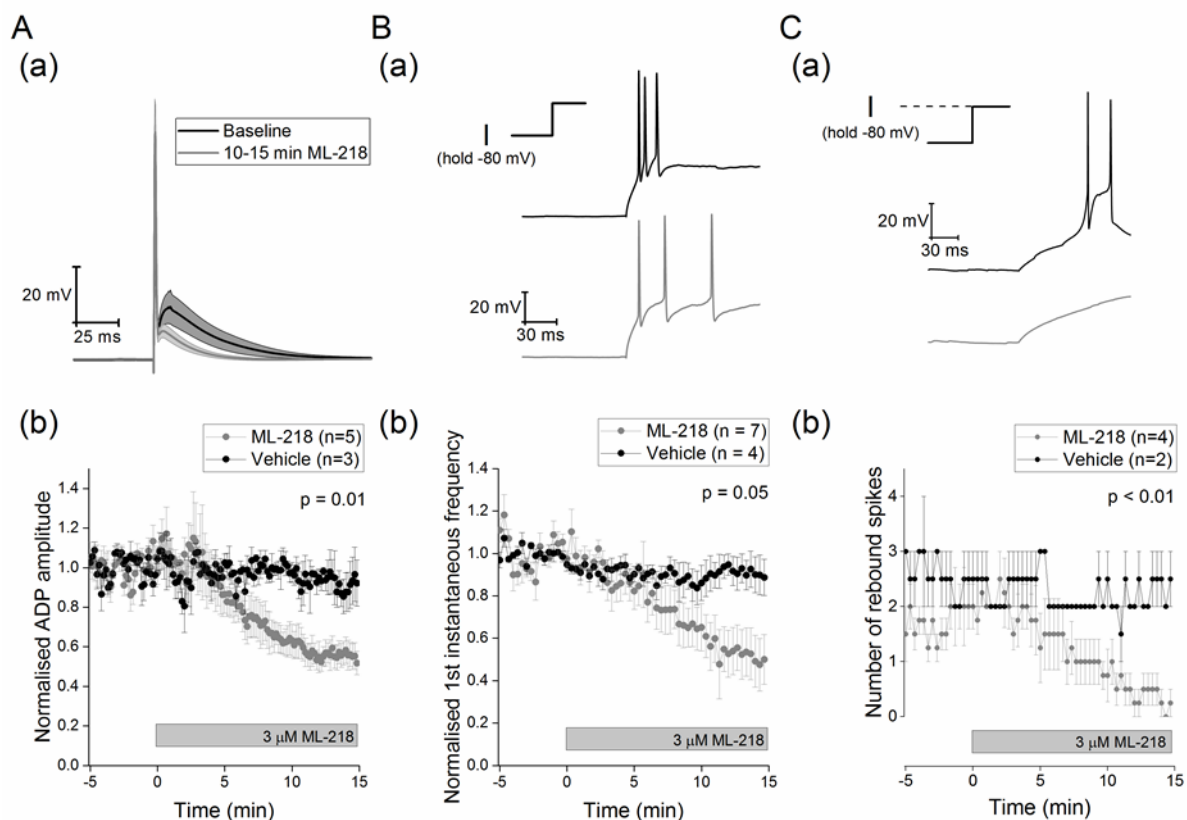 A
(a)
Baseline
10-15 min ML-218
20 mV
25 ms
(b)
ML-218 (n=5)
Vehicle (n=3)
p = 0.01
Normalised ADP amplitude
1.4
1.2
1.0
0.8
0.6
0.4
0.2
0.0
3 μM ML-218
-5
0
5
10
15
Time (min)
B
(a)
(hold -80 mV)
20 mV
30 ms
(b)
ML-218 (n = 7)
Vehicle (n = 4)
p = 0.05
Normalised 1st instantaneous frequency
1.4
1.2
1.0
0.8
0.6
0.4
0.2
0.0
3 μM ML-218
-5
0
5
10
15
Time (min)
C
(a)
(hold -80 mV)
20 mV
30 ms
(b)
ML-218 (n=4)
Vehicle (n=2)
p < 0.01
Number of rebound spikes
4
3
2
1
0
3 μM ML-218
-5
0
5
10
15
Time (min)